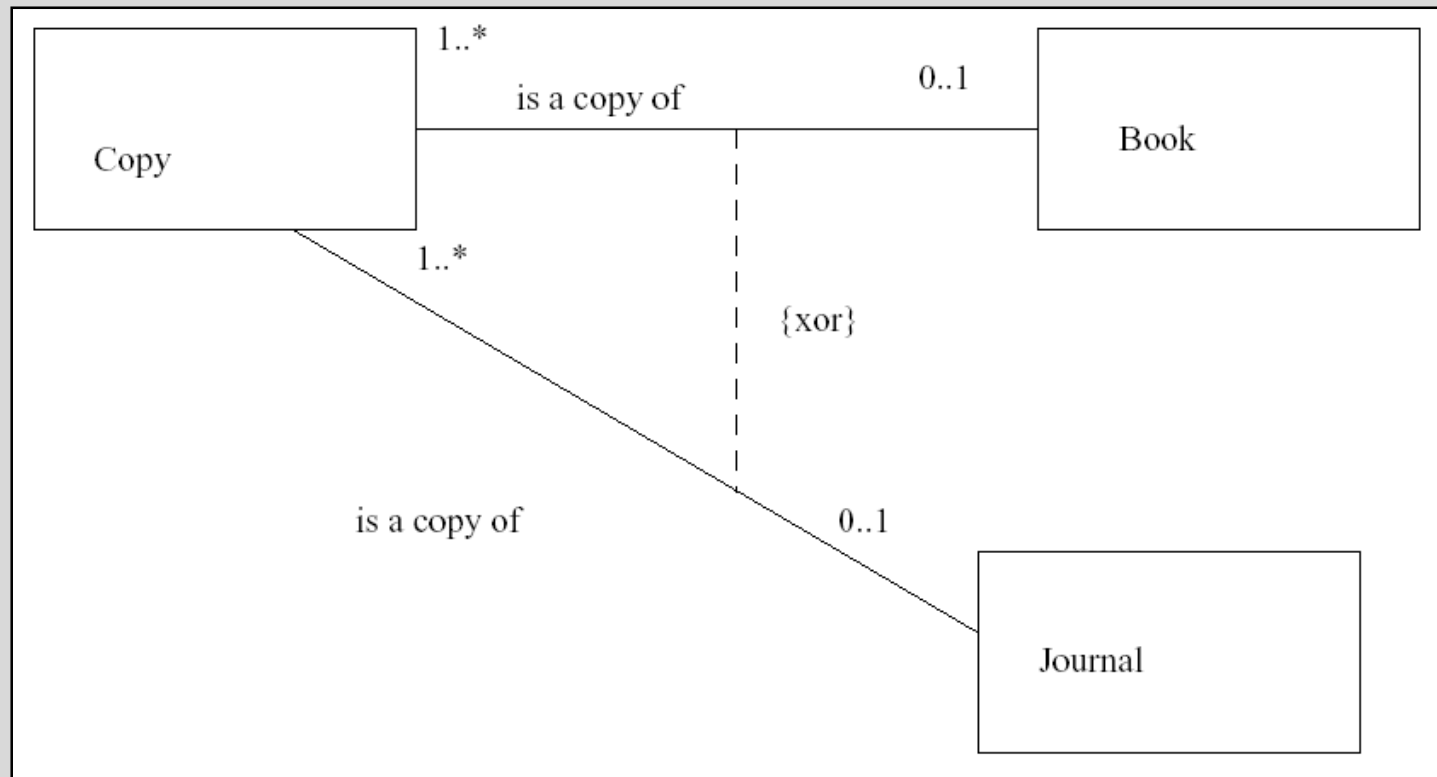 1..*
0..1
is a copy of
Book
Copy
1..*
{xor}
is a copy of
0..1
Journal